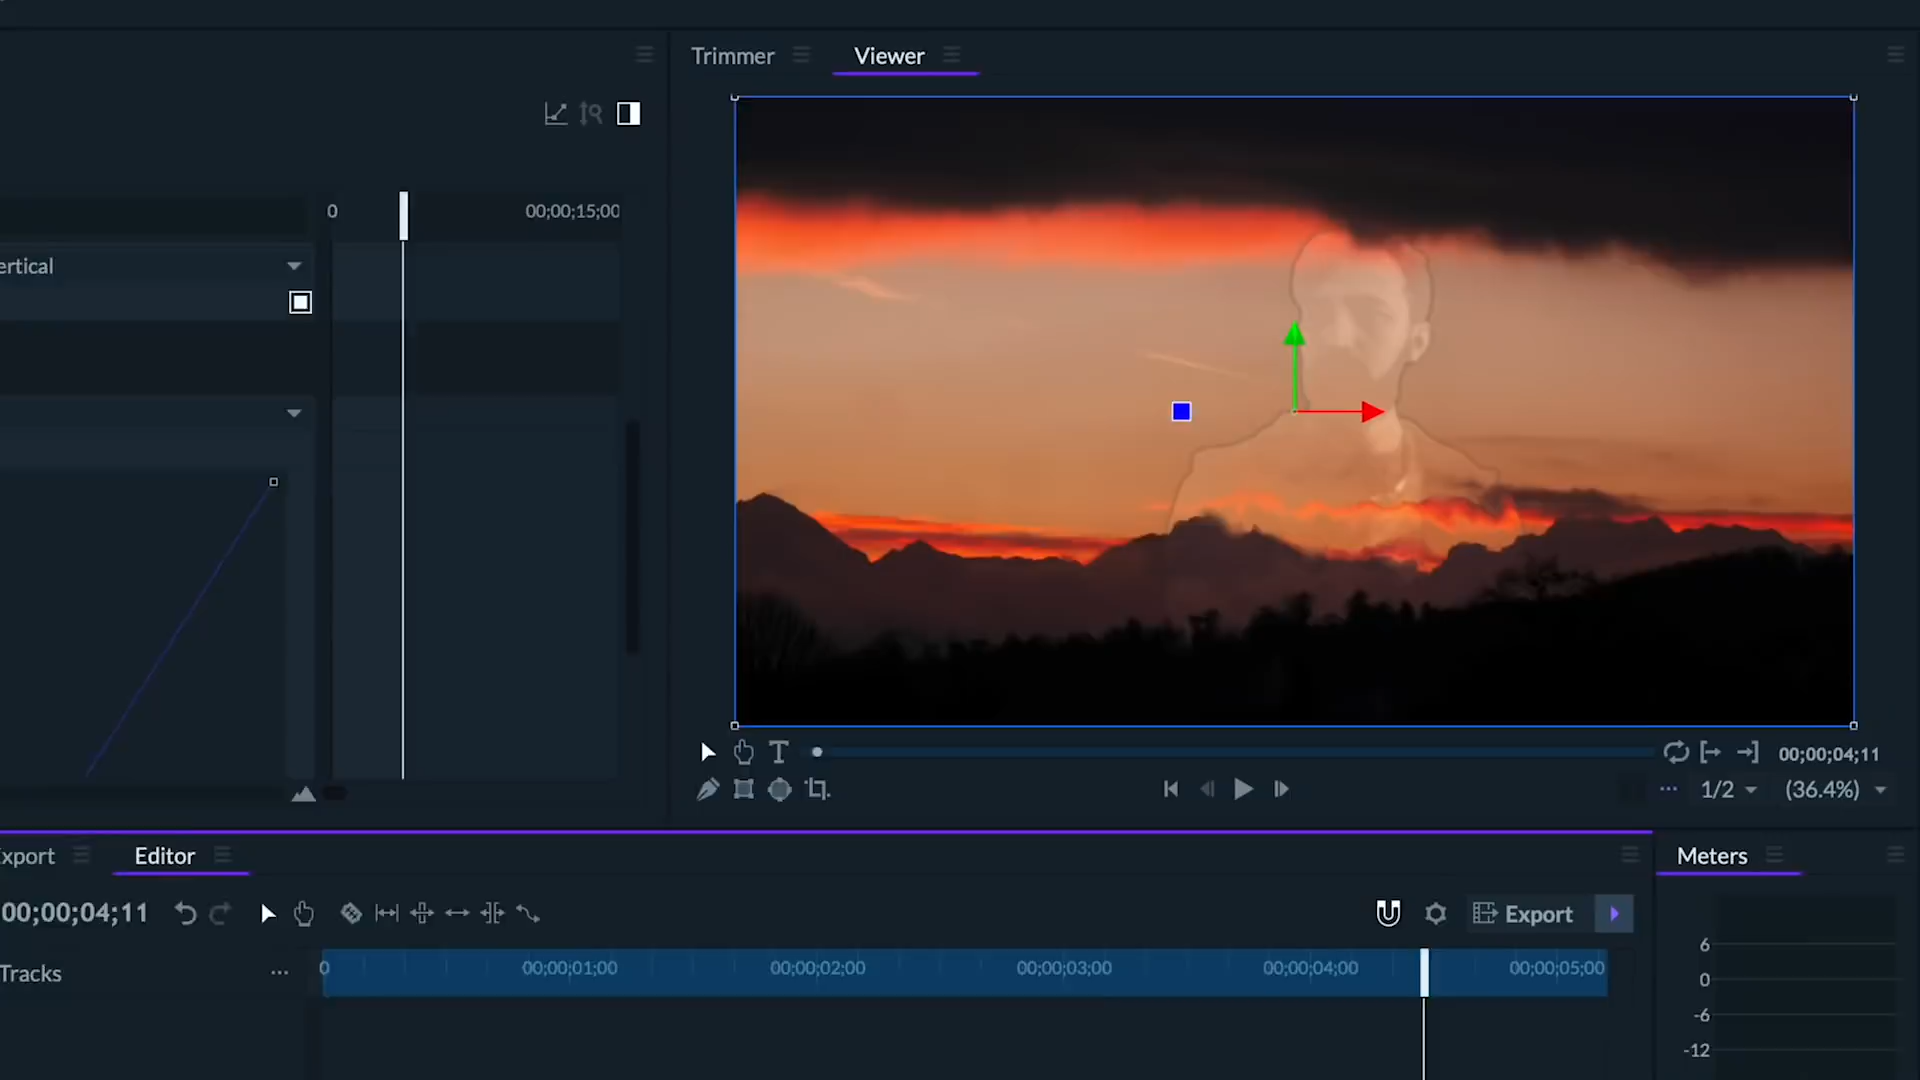 Trimmer
Viewer
0
00;00;15;00
ertical
00;00;04;11
1/2
(36.4%)
xport
Editor
Meters
00;00;04;11
Export
Tracks
0
00;00;01;00
00;00;02;00
00;00;03;00
00;00;04;00
00;00;05;00
6
0
-6
-12